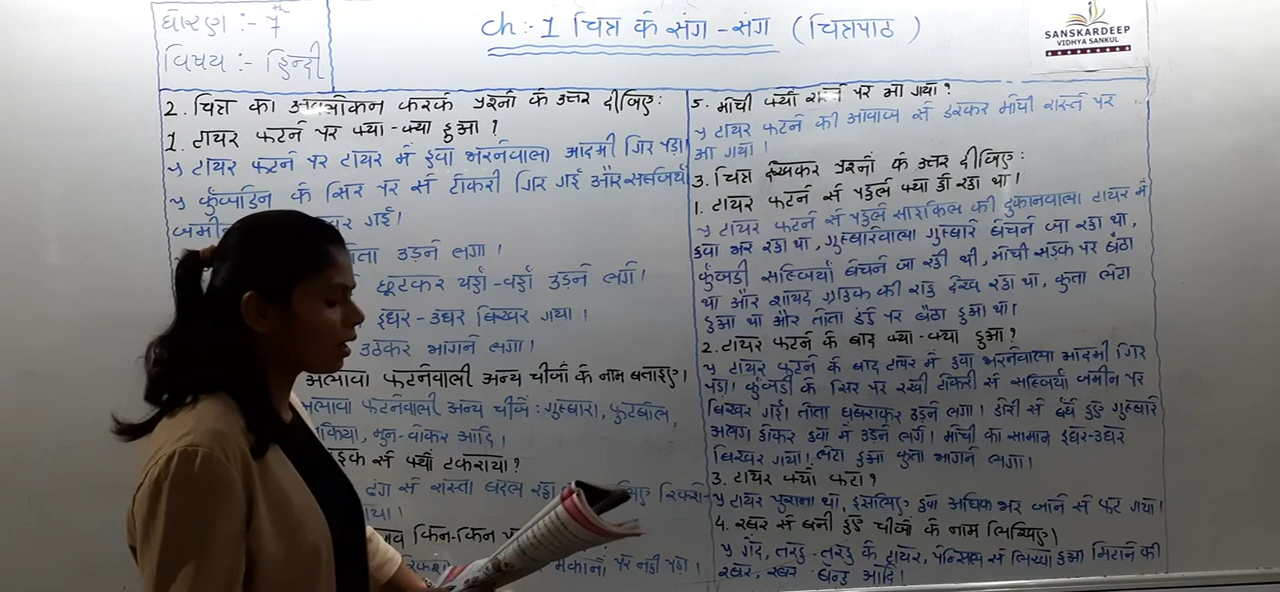 धोरण :- 7th
विषय :- हिन्दी
ch :- 1 चित्र के संग - संग (चित्रपाठ)
SANSKARDEEP
VIDHYA SANKUL
2. चित्र का अवलोकन करके प्रश्नों के उत्तर दीजिए:
1. टायर फटने पर क्या - क्या हुआ ?
→ टायर फटने पर टायर में हवा भरनेवाला आदमी गिर पड़ा।
→ कुँजड़िन के सिर पर से टोकरी गिर गई और सब्जियाँ
गई।
उड़ने लगा।
छूटकर यहाँ - वहाँ उड़ने लगे।
इधर - उधर बिखर गया।
उठकर भागने लगा।
अलावा फटनेवाली अन्य चीजों के नाम बताइए।
अलावा फटनेवाली अन्य चीजें : गुब्बारा, फुटबॉल,
आदि।
से क्यों टकराया?
ढंग से रास्ता बदल रहा
किन-किन
मकानों पर नहीं पड़ा।
5. मोची क्यों रास्ते पर आ गया?
→ टायर फटने की आवाज से डरकर मोची रास्ते पर
आ गया।
3. चित्र देखकर प्रश्नों के उत्तर दीजिए:
1. टायर फटने से पहले क्या हो रहा था।
→ टायर फटने से पहले साइकिल की दुकानवाला टायर में
हवा भर रहा था, गुब्बारेवाला गुब्बारे बेचने जा रहा था,
कुँजड़ी सब्जियाँ बेचने जा रही थी, मोची सड़क पर बैठा
था और शायद ग्राहक की राह देख रहा था, कुत्ता लेटा
हुआ था और तोता डंडे पर बैठा हुआ था।
2. टायर फटने के बाद क्या - क्या हुआ?
→ टायर फटने के बाद टायर में हवा भरनेवाला आदमी गिर
पड़ा। कुँजड़ी के सिर पर रखी टोकरी से सब्जियाँ जमीन पर
बिखर गईं। तोता घबराकर उड़ने लगा। डोरी से बँधे हुए गुब्बारे
अलग होकर हवा में उड़ने लगे। मोची का सामान इधर-उधर
बिखर गया। लेटा हुआ कुत्ता भागने लगा।
3. टायर क्यों फटा?
→ टायर पुराना था, इसलिए हवा अधिक भर जाने से फट गया।
4. रबर से बनी हुई चीजों के नाम लिखिए।
→ गेंद, तरह-तरह के टायर, पेन्सिल से लिखा हुआ मिटाने की
रबर, रबर बेन्ड आदि।